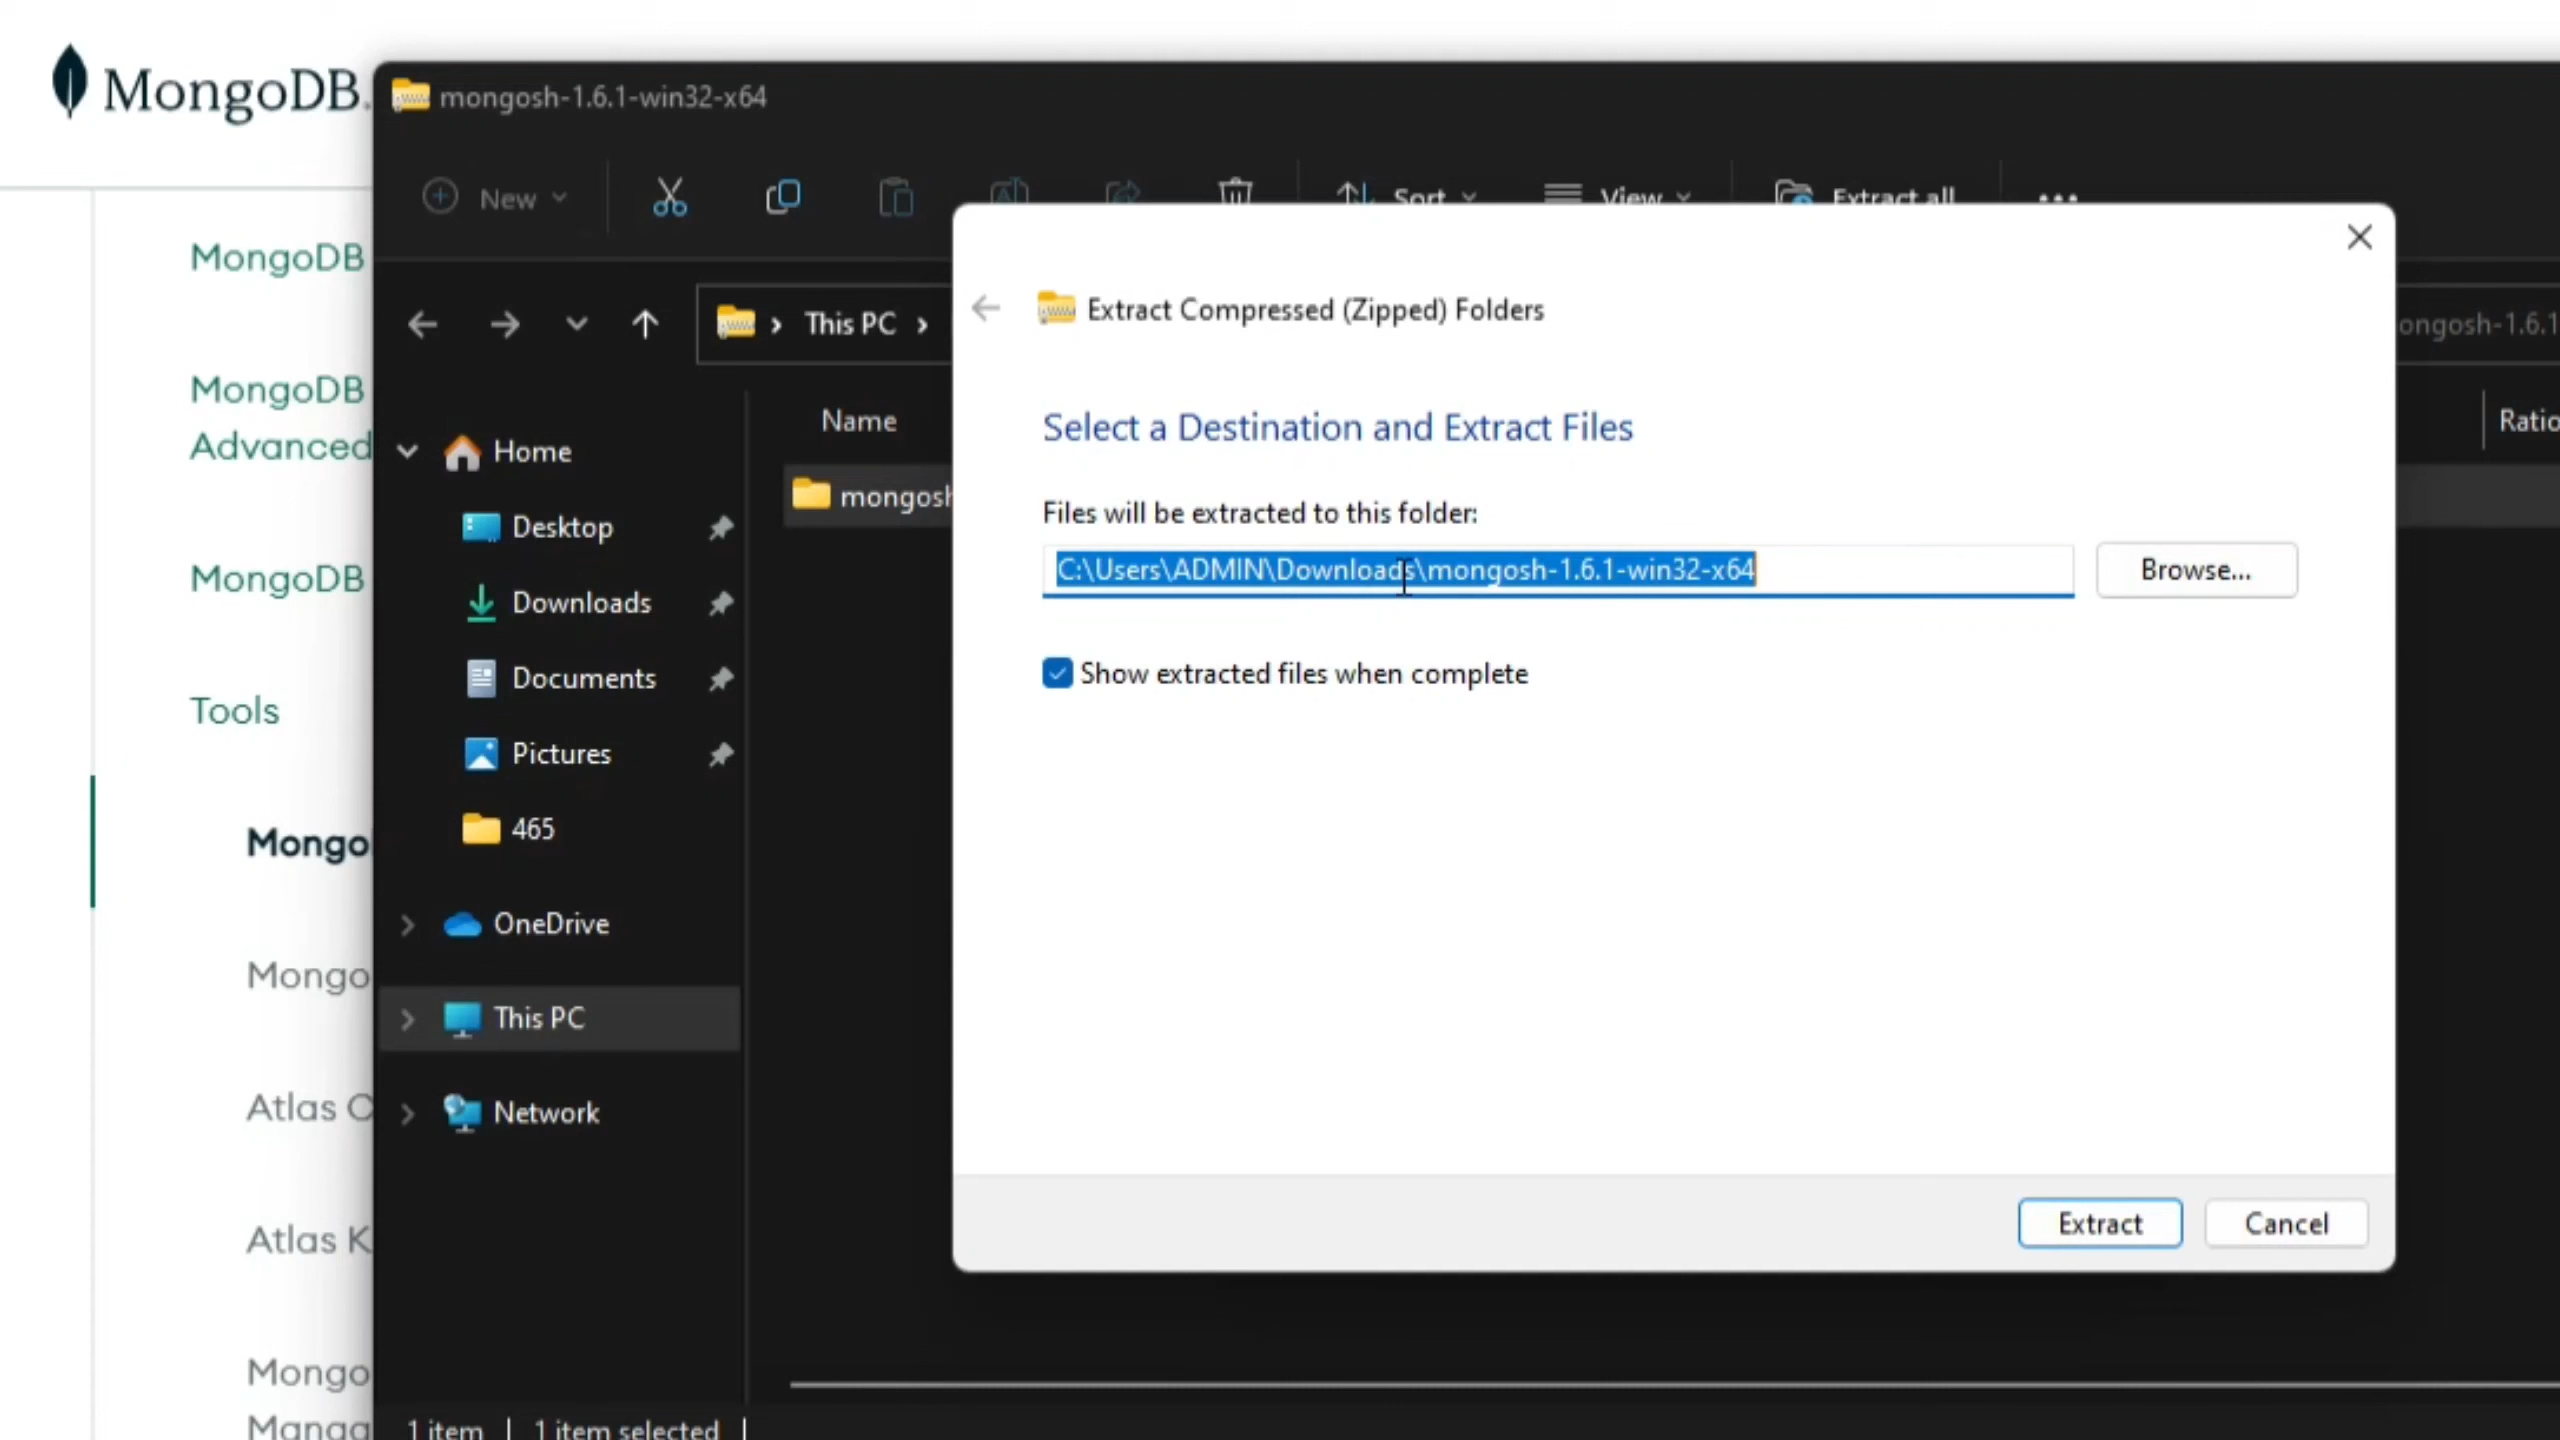 MongoDB.
mongosh-1.6.1-win32-x64
New
Sort
View
Extract all
MongoDB
MongoDB
Advanced
MongoDB
Tools
Mongo
Mongo
Atlas
Atlas
Mongo
This PC
ongosh-1.6.1
Name
Ratio
mongosh
Home
Desktop
Downloads
Documents
Pictures
465
OneDrive
This PC
Network
1 item
1 item selected
Extract Compressed (Zipped) Folders
Select a Destination and Extract Files
Files will be extracted to this folder:
C:\Users\ADMIN\Downloads\mongosh-1.6.1-win32-x64
Browse...
Show extracted files when complete
Extract
Cancel